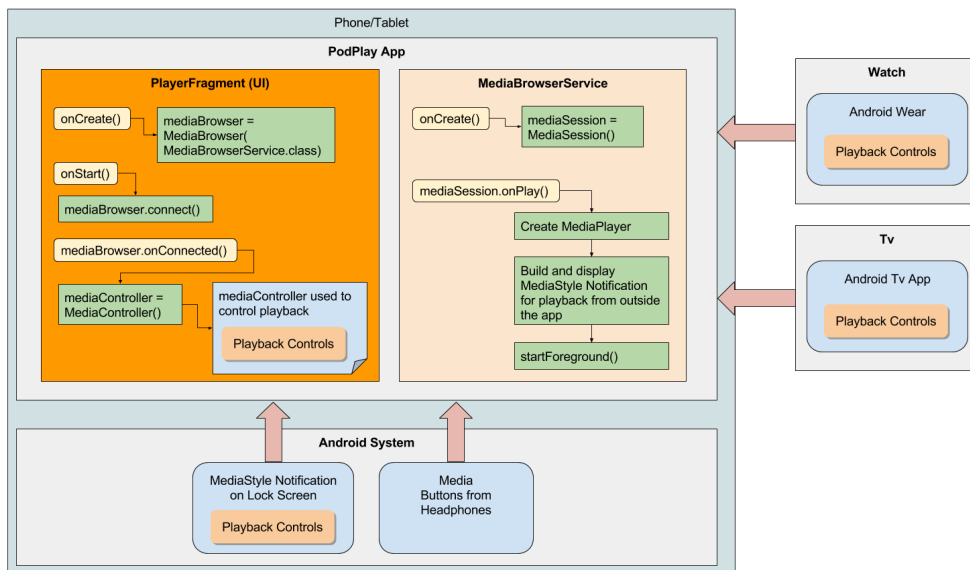 Phone/Tablet
PodPlay App
PlayerFragment (UI)
onCreate()
mediaBrowser =
MediaBrowser(
MediaBrowserService.class)
onStart()
mediaBrowser.connect()
mediaBrowser.onConnected()
mediaController =
MediaController()
mediaController used to
control playback
Playback Controls
MediaBrowserService
onCreate()
mediaSession =
MediaSession()
mediaSession.onPlay()
Create MediaPlayer
Build and display
MediaStyle Notification
for playback from outside
the app
startForeground()
Watch
Android Wear
Playback Controls
Tv
Android Tv App
Playback Controls
Android System
MediaStyle Notification
on Lock Screen
Playback Controls
Media
Buttons from
Headphones